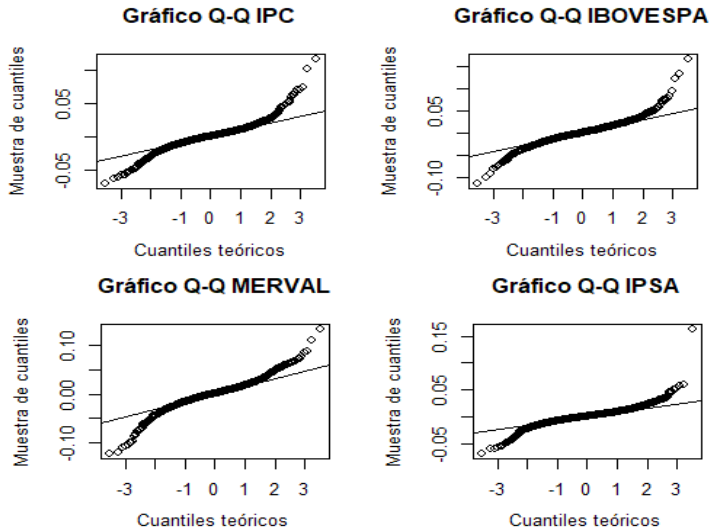 Gráfico Q-Q IPC
Muestra de cuantiles
0.05
-0.05
-3 -1 0 1 2 3
Cuantiles teóricos
Gráfico Q-Q IBOVESPA
Muestra de cuantiles
0.05
-0.10
-3 -1 0 1 2 3
Cuantiles teóricos
Gráfico Q-Q MERVAL
Muestra de cuantiles
0.10
0.00
-0.10
-3 -1 0 1 2 3
Cuantiles teóricos
Gráfico Q-Q IPSA
Muestra de cuantiles
0.15
0.05
-0.05
-3 -1 0 1 2 3
Cuantiles teóricos